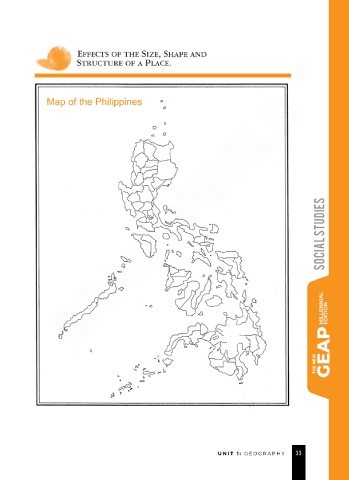 EFFECTS OF THE SIZE, SHAPE AND
STRUCTURE OF A PLACE.
Map of the Philippines
SOCIAL STUDIES
THE NEW
GEAP
MILLENNIAL
EDITION
UNIT 1: GEOGRAPHY
33